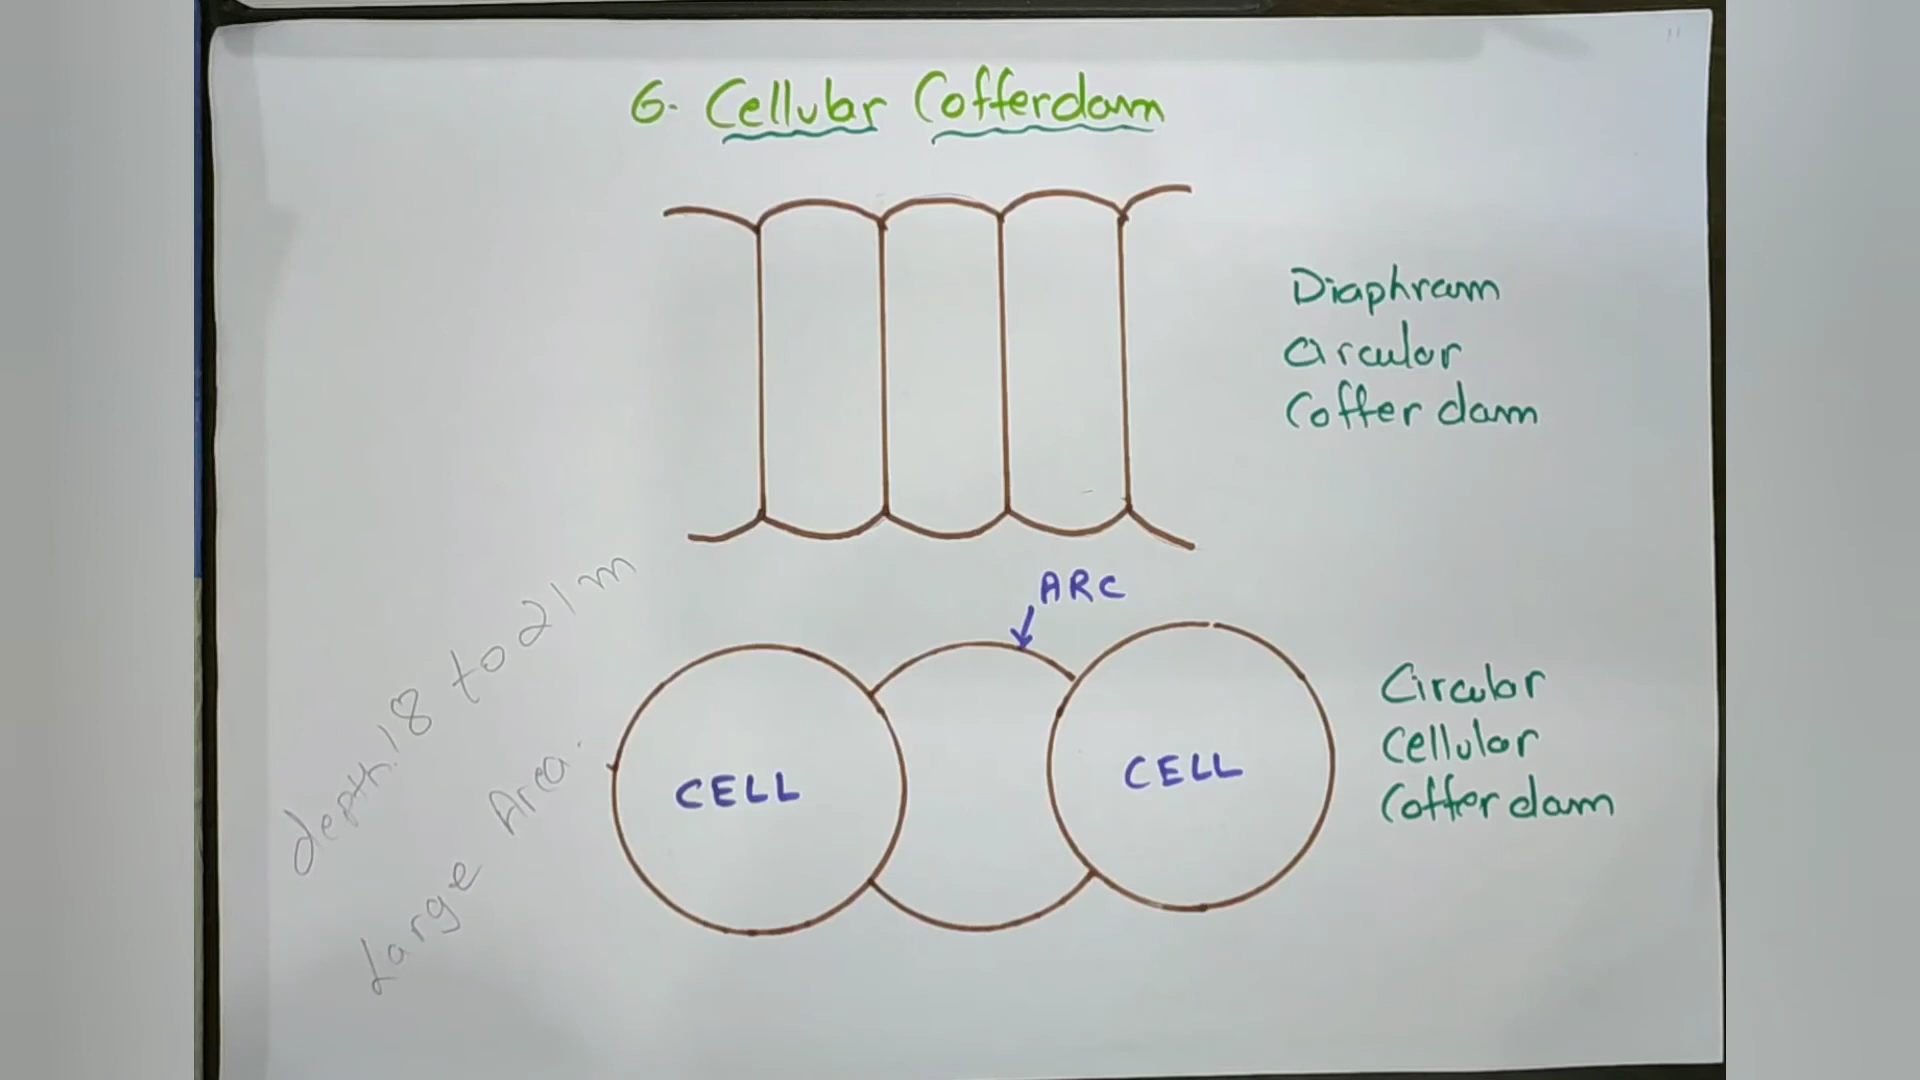 6. Cellular Cofferdam
Diaphram
Circular
Coffer dam
ARC
CELL
CELL
Circular
Cellular
Coffer dam
depth. 18 to 21 m
Large Area.